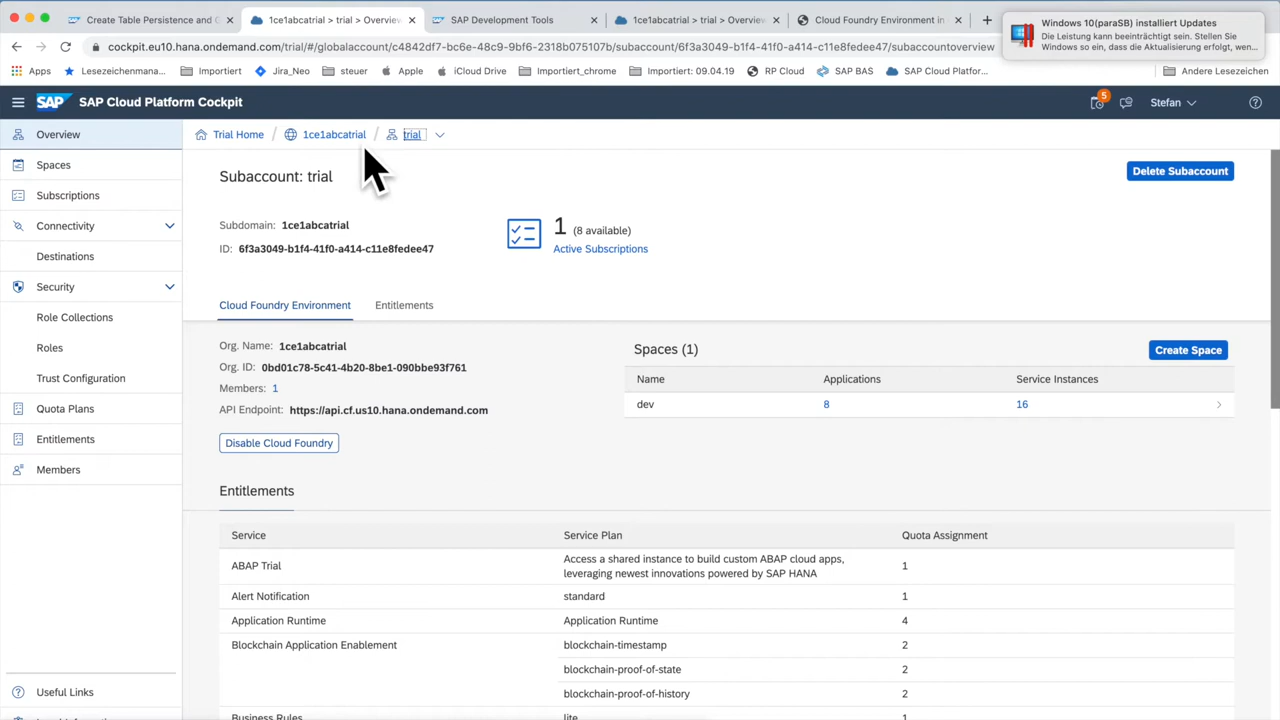 Create Table Persistence and G
1ce1abcatrial > trial > Overview
SAP Development Tools
1ce1abcatrial > trial > Overview
Cloud Foundry Environment in
Windows 10(paraSB) installiert Updates
Die Leistung kann beeinträchtigt sein. Stellen Sie
Windows so ein, dass die Aktualisierung erfolgt, wen...
cockpit.eu10.hana.ondemand.com/trial/#/globalaccount/c4842df7-bc6e-48c9-9bf6-2318b075107b/subaccount/6f3a3049-b1f4-41f0-a414-c11e8fedee47/subaccountoverview
Apps
Lesezeichenmana...
Importiert
Jira_Neo
steuer
Apple
iCloud Drive
Importiert_chrome
Importiert: 09.04.19
RP Cloud
SAP BAS
SAP Cloud Platfor...
Andere Lesezeichen
SAP
SAP Cloud Platform Cockpit
5
Stefan
Overview
Spaces
Subscriptions
Connectivity
Destinations
Security
Role Collections
Roles
Trust Configuration
Quota Plans
Entitlements
Members
Useful Links
Trial Home / 1ce1abcatrial / trial
Subaccount: trial
Delete Subaccount
Subdomain: 1ce1abcatrial
ID: 6f3a3049-b1f4-41f0-a414-c11e8fedee47
1 (8 available)
Active Subscriptions
Cloud Foundry Environment
Entitlements
Org. Name: 1ce1abcatrial
Org. ID: 0bd01c78-5c41-4b20-8be1-090bbe93f761
Members: 1
API Endpoint: https://api.cf.us10.hana.ondemand.com
Disable Cloud Foundry
Spaces (1)
Create Space
Name Applications Service Instances
dev 8 16
Entitlements
Service Service Plan Quota Assignment
ABAP Trial Access a shared instance to build custom ABAP cloud apps, 1
leveraging newest innovations powered by SAP HANA
Alert Notification standard 1
Application Runtime Application Runtime 4
Blockchain Application Enablement blockchain-timestamp 2
blockchain-proof-of-state 2
blockchain-proof-of-history 2
Business Rules lite 1